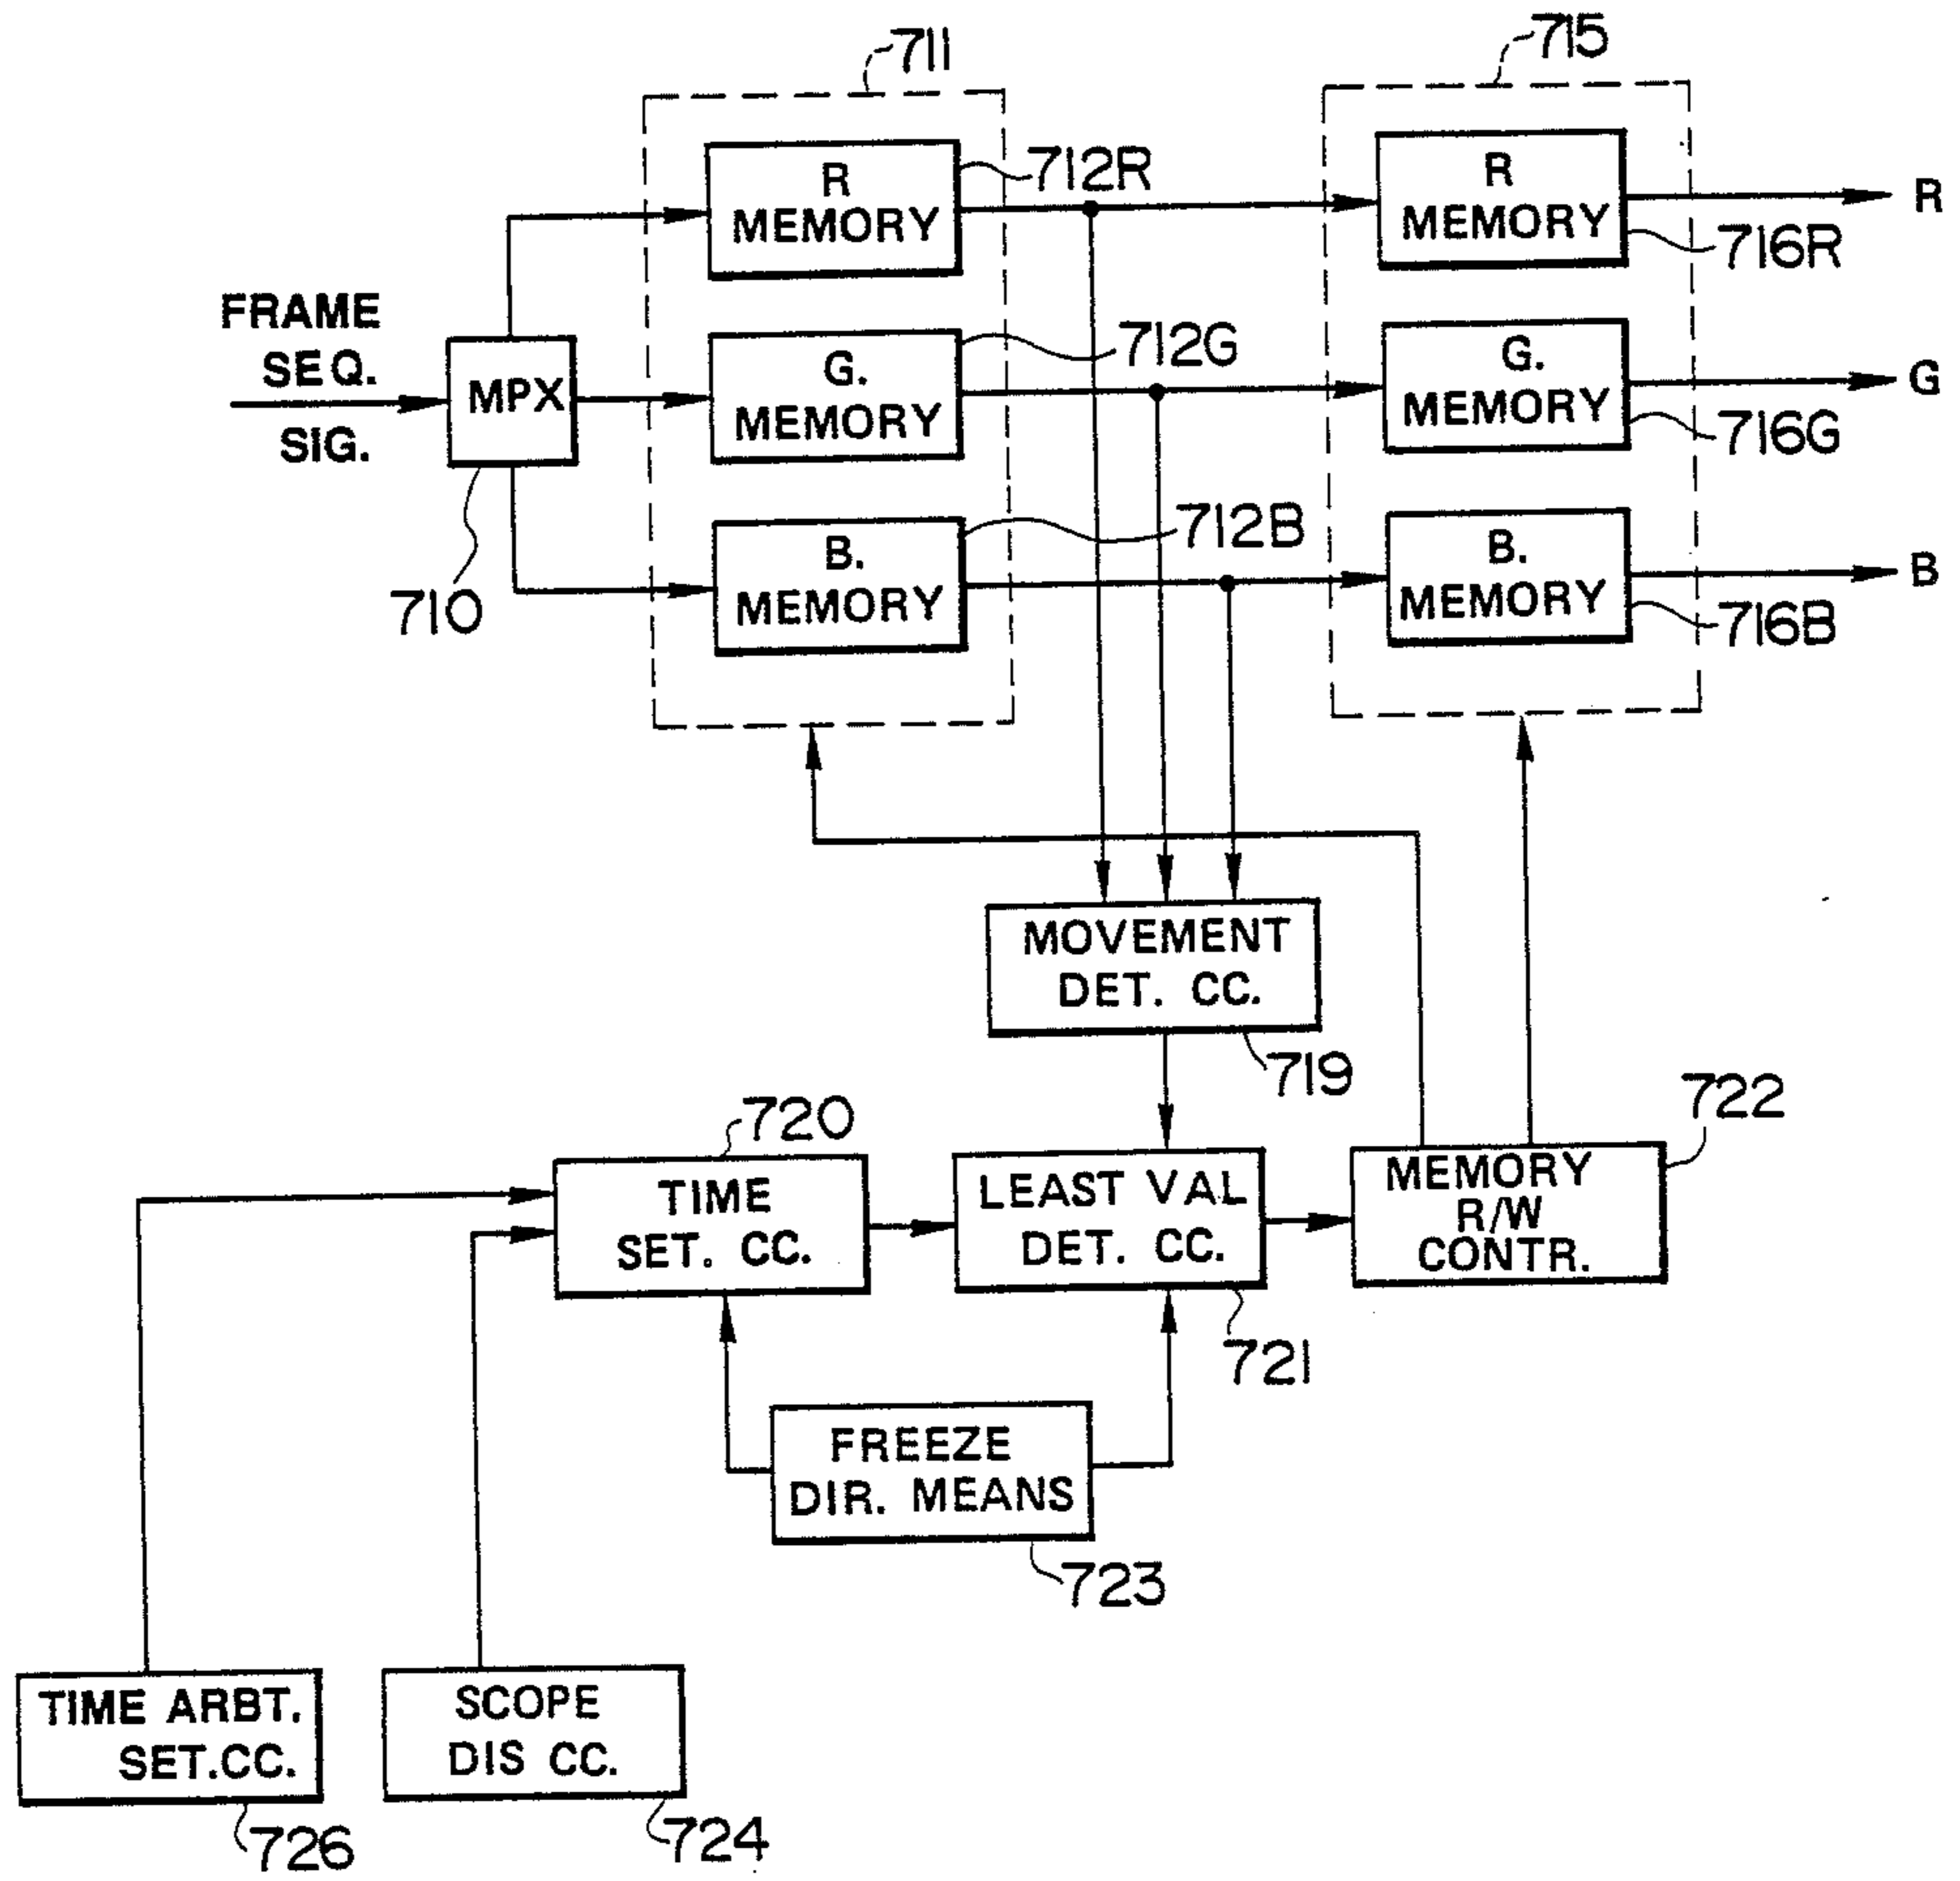 711
715
R
MEMORY
712R
R
MEMORY
R
716R
FRAME
SEQ.
SIG.
MPX
710
G.
MEMORY
712G
G.
MEMORY
G
716G
B.
MEMORY
712B
B.
MEMORY
B
716B
MOVEMENT
DET. CC.
719
720
TIME
SET. CC.
LEAST VAL
DET. CC.
721
722
MEMORY
R/W
CONTR.
FREEZE
DIR. MEANS
723
TIME ARBT.
SET.CC.
726
SCOPE
DIS CC.
724